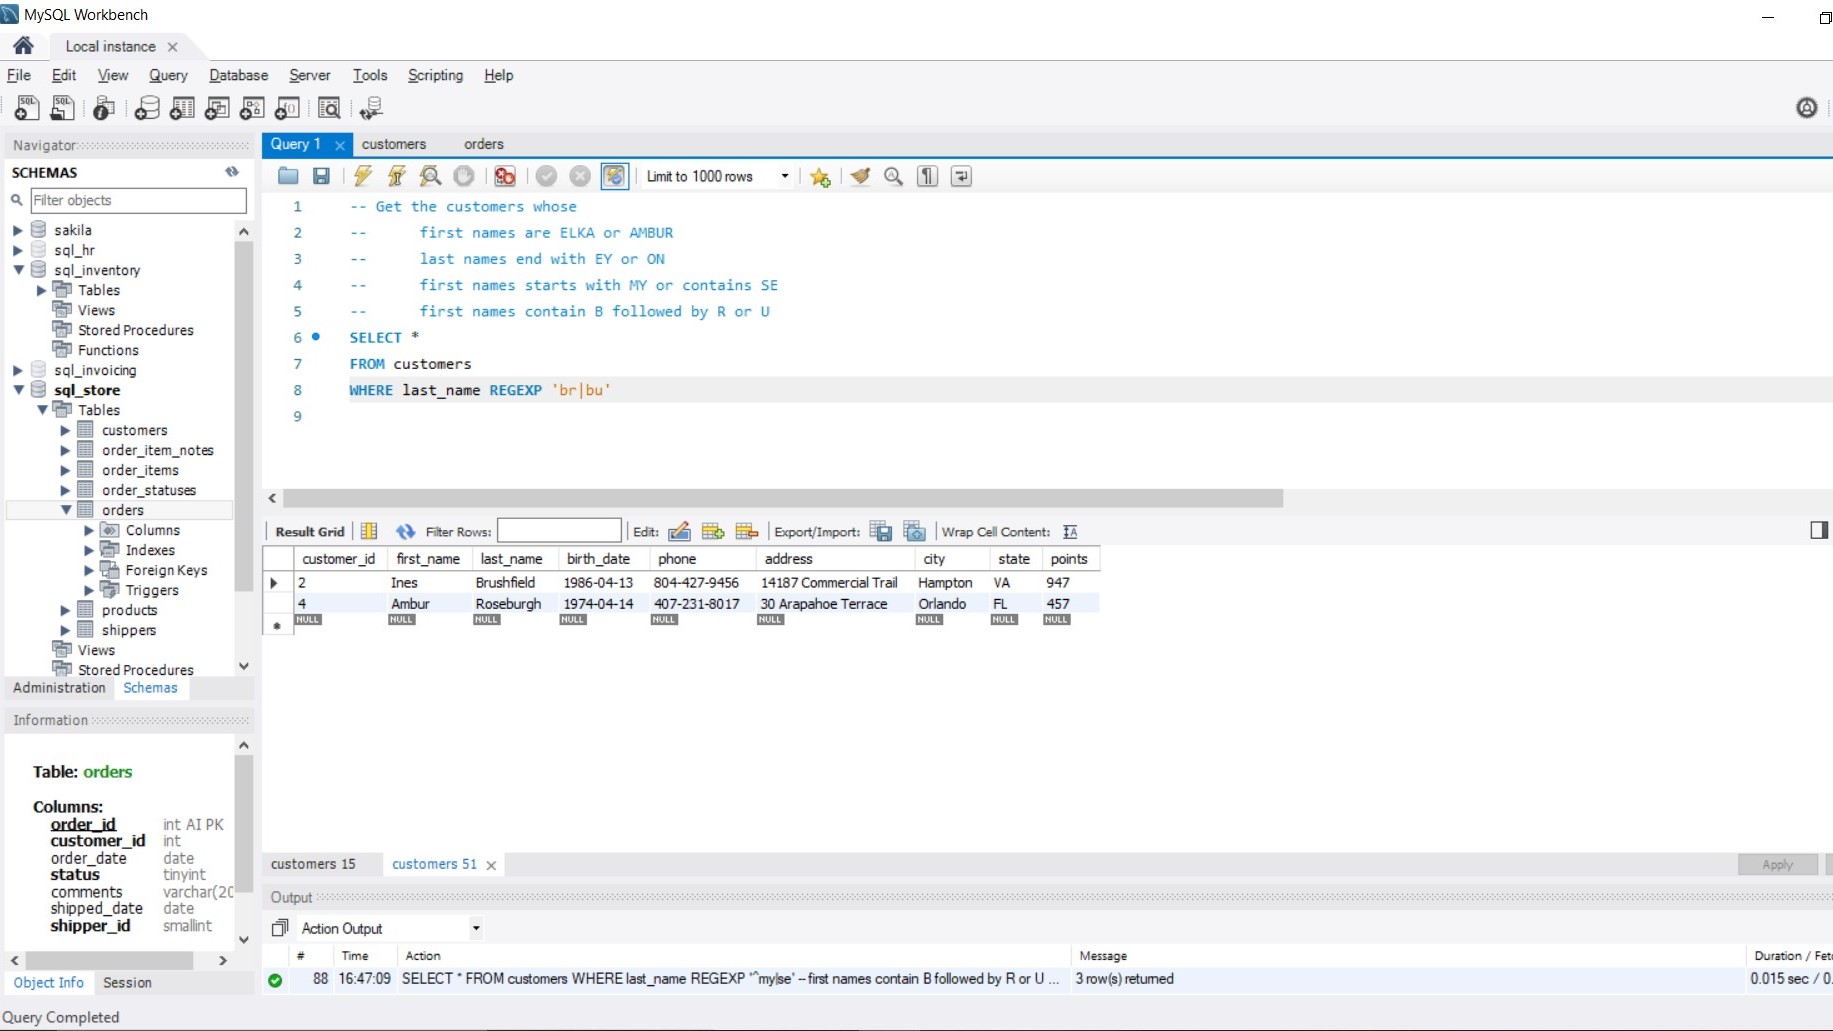 MySQL Workbench
Local instance
File Edit View Query Database Server Tools Scripting Help
Navigator
SCHEMAS
Filter objects
sakila
sql_hr
sql_inventory
Tables
Views
Stored Procedures
Functions
sql_invoicing
sql_store
Tables
customers
order_item_notes
order_items
order_statuses
orders
Columns
Indexes
Foreign Keys
Triggers
products
shippers
Views
Stored Procedures
Administration Schemas
Information
Table: orders
Columns:
order_id int AI PK
customer_id int
order_date date
status tinyint
comments varchar(20
shipped_date date
shipper_id smallint
Object Info Session
Query 1 customers orders
Limit to 1000 rows
1 -- Get the customers whose
2 -- first names are ELKA or AMBUR
3 -- last names end with EY or ON
4 -- first names starts with MY or contains SE
5 -- first names contain B followed by R or U
6 SELECT *
7 FROM customers
8 WHERE last_name REGEXP 'br|bu'
9
Result Grid Filter Rows: Edit: Export/Import: Wrap Cell Content:
customer_id first_name last_name birth_date phone address city state points
2 Ines Brushfield 1986-04-13 804-427-9456 14187 Commercial Trail Hampton VA 947
4 Ambur Roseburgh 1974-04-14 407-231-8017 30 Arapahoe Terrace Orlando FL 457
NULL NULL NULL NULL NULL NULL NULL NULL NULL
customers 15 customers 51
Apply
Output
Action Output
# Time Action Message Duration / Fet
88 16:47:09 SELECT * FROM customers WHERE last_name REGEXP '^my|se' -- first names contain B followed by R or U ... 3 row(s) returned 0.015 sec / 0.
Query Completed